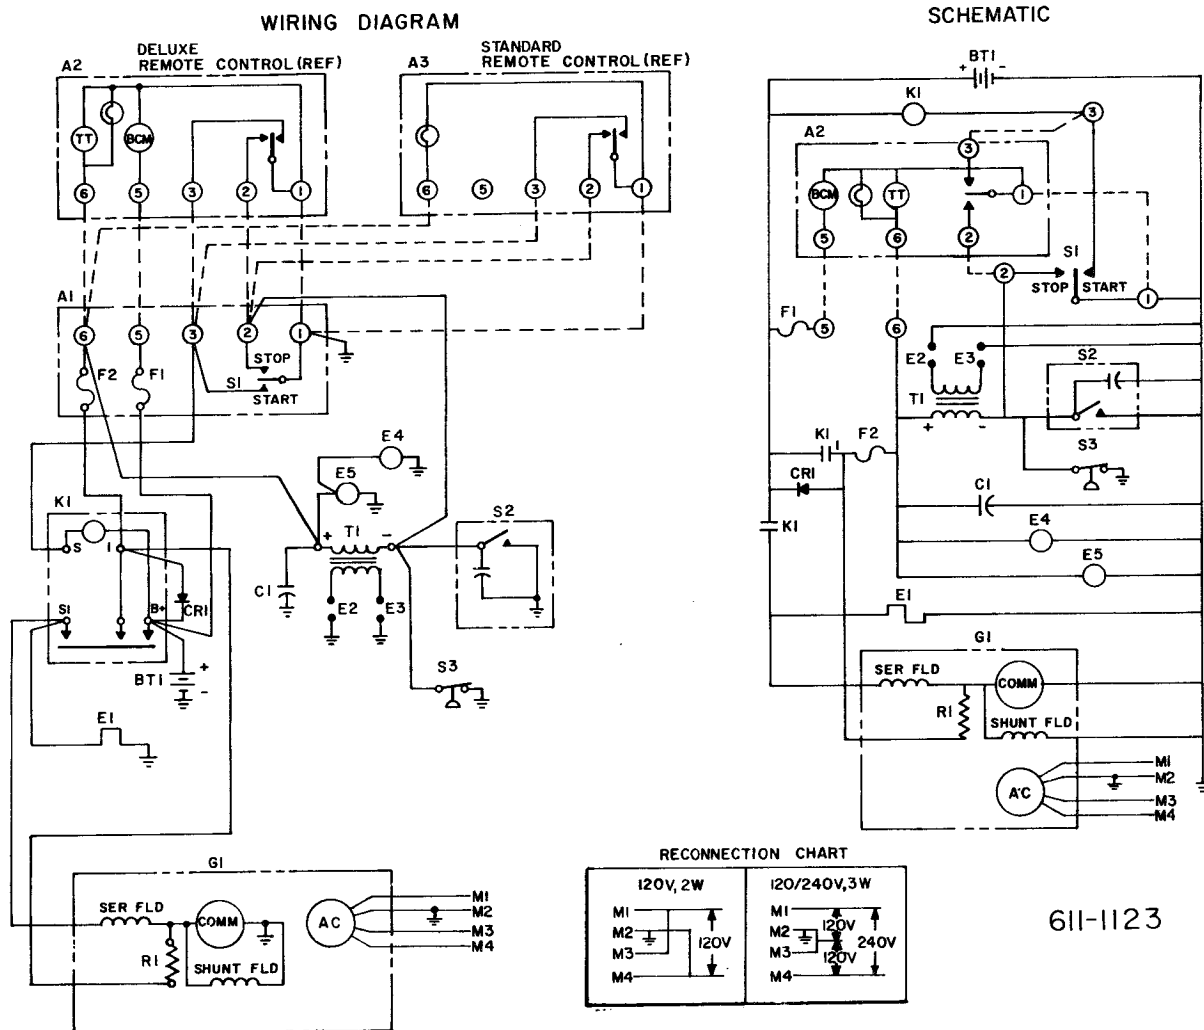 WIRING DIAGRAM
A2
DELUXE
REMOTE CONTROL (REF)
TT
BCM
6
5
3
2
1
A3
STANDARD
REMOTE CONTROL (REF)
6
5
3
2
1
A1
6
5
3
2
1
F2
F1
STOP
S1
START
E4
E5
K1
S
1
S1
B+
CR1
+
T1
-
C1
E2
E3
S2
S3
BT1
+
-
E1
G1
SER FLD
COMM
R1
SHUNT FLD
AC
M1
M2
M3
M4
SCHEMATIC
+
BT1
-
K1
3
A2
3
BCM
TT
1
5
6
2
2
S1
STOP
START
1
F1
5
6
E2
E3
S2
T1
+
-
K1
1
F2
S3
CR1
C1
K1
E4
E5
E1
G1
SER FLD
COMM
R1
SHUNT FLD
AC
M1
M2
M3
M4
RECONNECTION CHART
120V, 2W
M1
M2
M3
M4
120V
120/240V, 3W
M1
M2
M3
M4
120V
120V
240V
611-1123